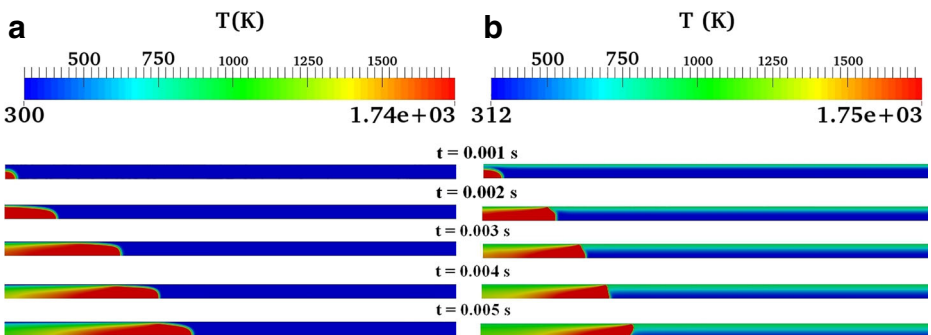 a
T(K)
500 750 1000 1250 1500
300 1.74e+03
b
T (K)
500 750 1000 1250 1500
312 1.75e+03
t = 0.001 s
t = 0.002 s
t = 0.003 s
t = 0.004 s
t = 0.005 s